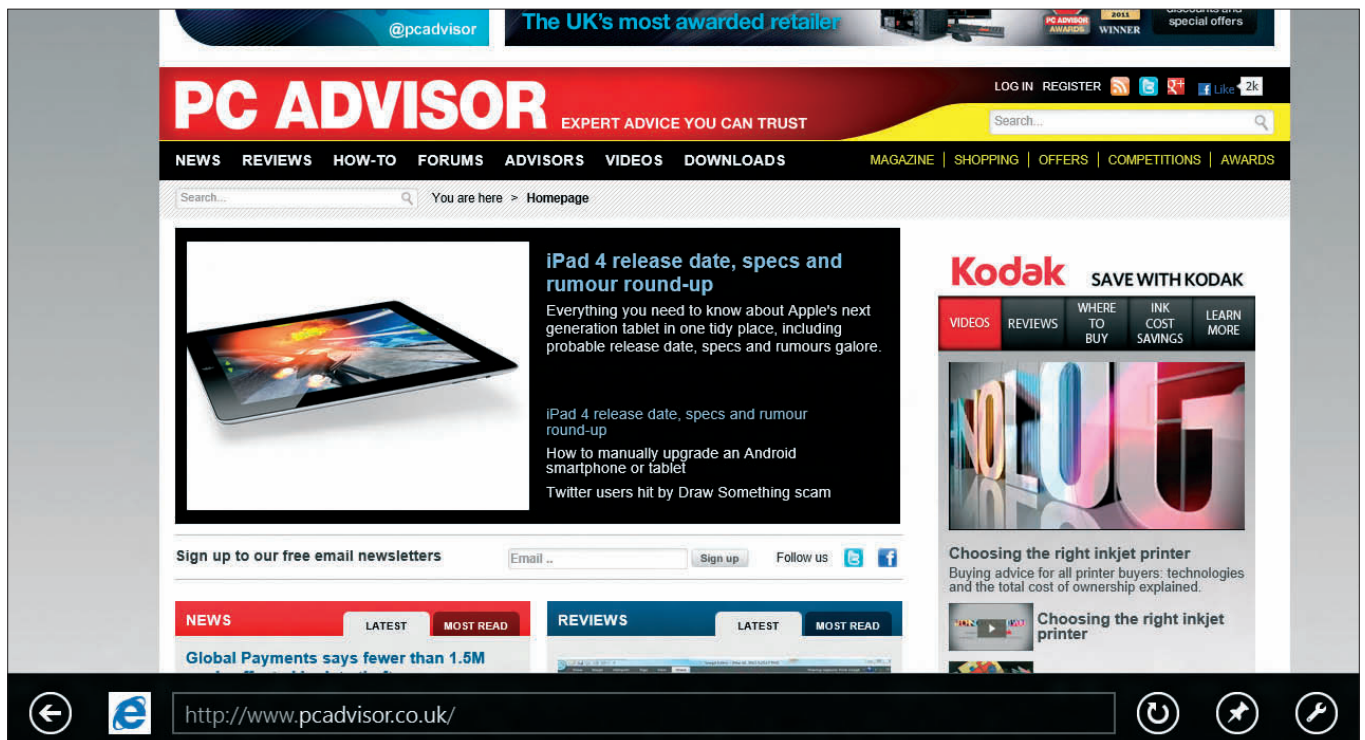 @pcadvisor
The UK's most awarded retailer
PC ADVISOR
AWARDS
2011
WINNER
discounts and
special offers
PC ADVISOR EXPERT ADVICE YOU CAN TRUST
LOG IN REGISTER Like 2k
Search...
NEWS REVIEWS HOW-TO FORUMS ADVISORS VIDEOS DOWNLOADS
MAGAZINE | SHOPPING | OFFERS | COMPETITIONS | AWARDS
Search...
You are here > Homepage
iPad 4 release date, specs and
rumour round-up
Everything you need to know about Apple's next
generation tablet in one tidy place, including
probable release date, specs and rumours galore.
iPad 4 release date, specs and rumour
round-up
How to manually upgrade an Android
smartphone or tablet
Twitter users hit by Draw Something scam
Kodak SAVE WITH KODAK
VIDEOS
REVIEWS
WHERE
TO
BUY
INK
COST
SAVINGS
LEARN
MORE
NOLOG
Choosing the right inkjet printer
Buying advice for all printer buyers: technologies
and the total cost of ownership explained.
Choosing the right inkjet
printer
Sign up to our free email newsletters
Email ..
Sign up
Follow us
NEWS
LATEST
MOST READ
Global Payments says fewer than 1.5M
REVIEWS
LATEST
MOST READ
http://www.pcadvisor.co.uk/